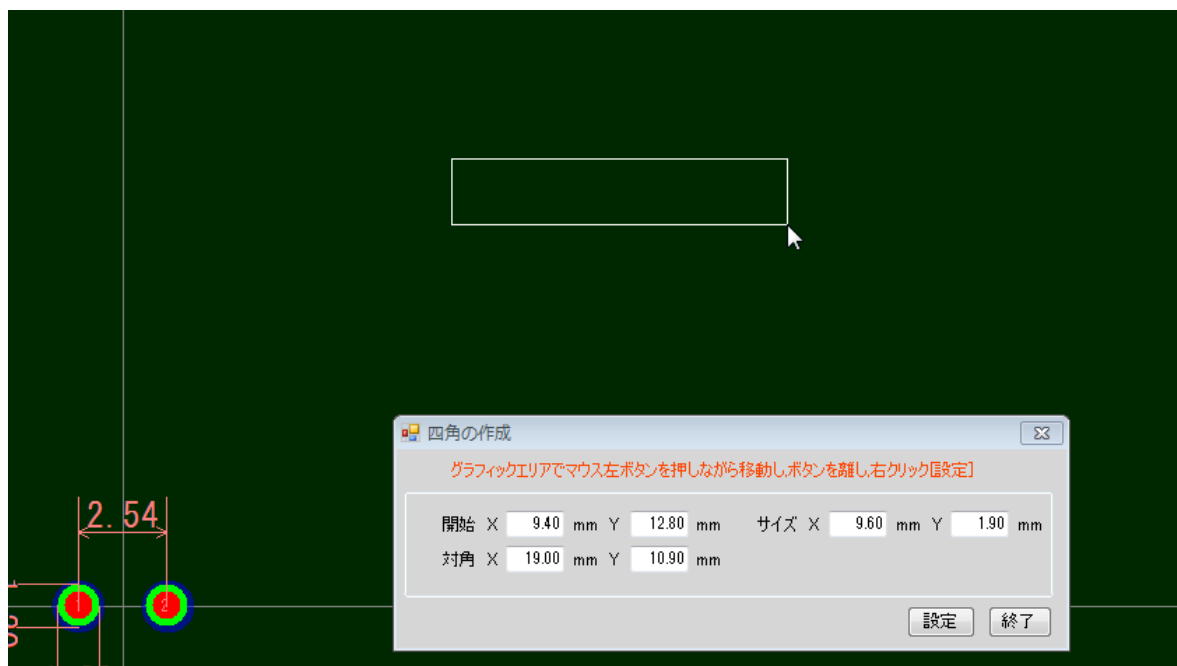 四角の作成
グラフィックエリアでマウス左ボタンを押しながら移動し,ボタンを離し,右クリック[設定]
開始 X 9.40 mm Y 12.80 mm サイズ X 9.60 mm Y 1.90 mm
対角 X 19.00 mm Y 10.90 mm
設定 終了
2.54
1 2